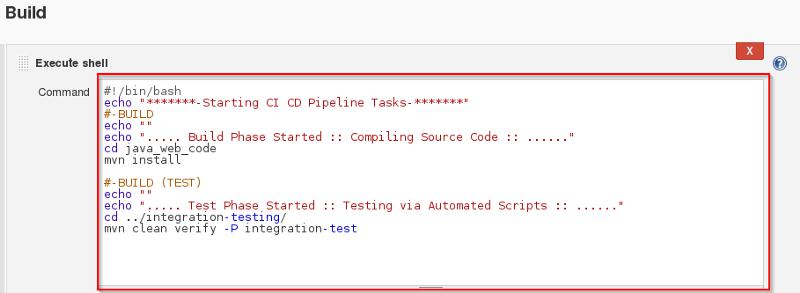 Build
Execute shell
X
?
Command
#!/bin/bash
echo "*******-Starting CI CD Pipeline Tasks-*******"
#-BUILD
echo ""
echo "..... Build Phase Started :: Compiling Source Code :: ......"
cd java_web_code
mvn install
#-BUILD (TEST)
echo ""
echo "..... Test Phase Started :: Testing via Automated Scripts :: ......"
cd ../integration-testing/
mvn clean verify -P integration-test